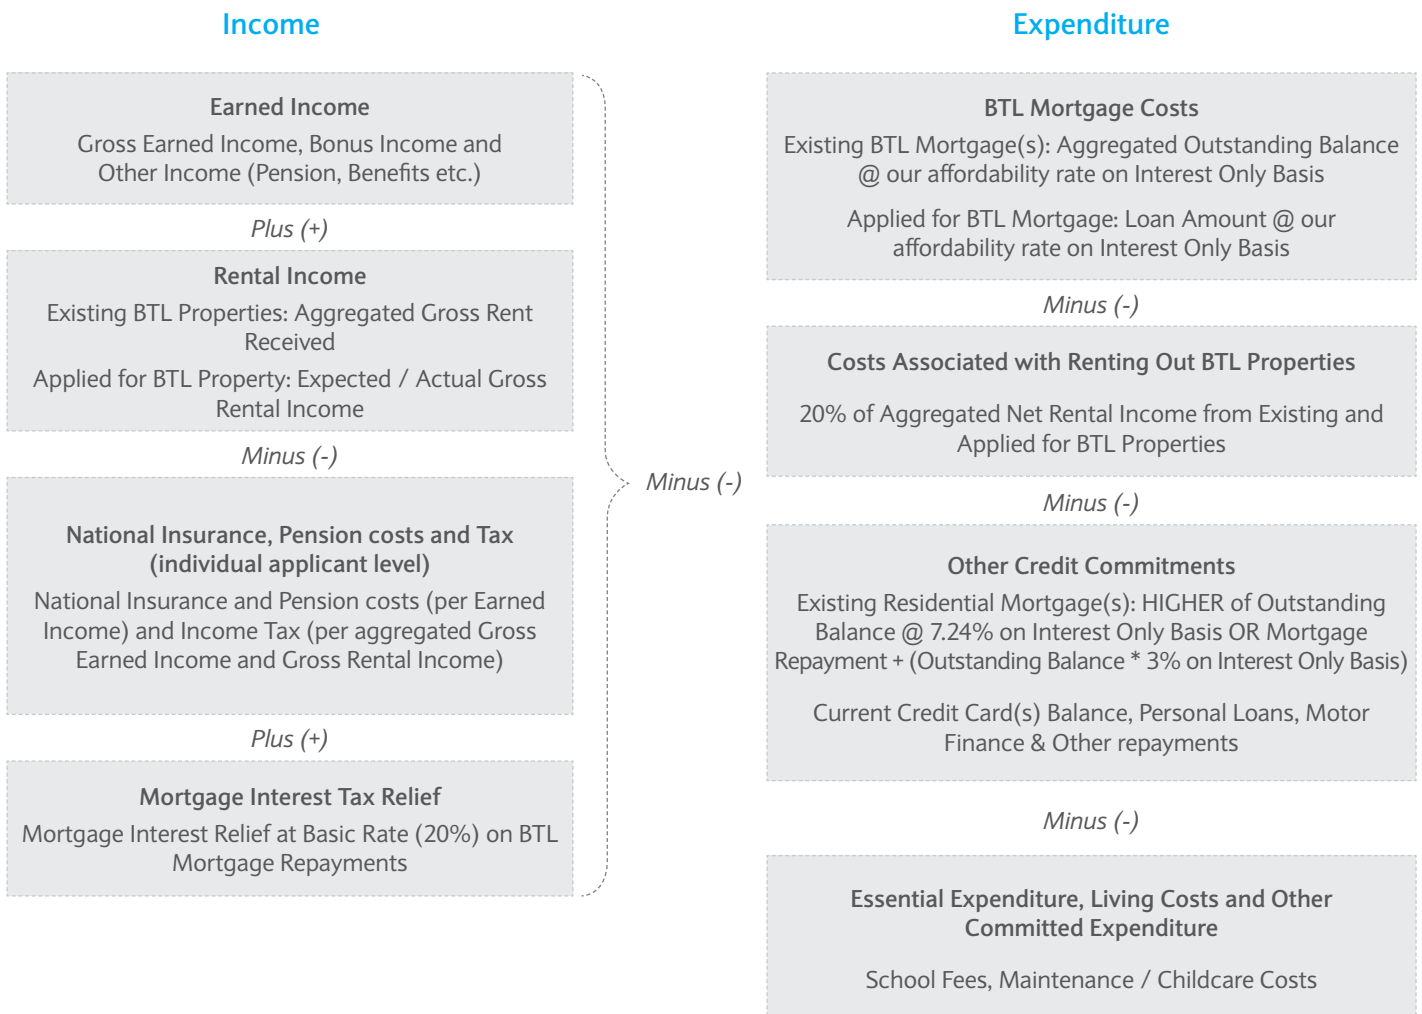 Income
Earned Income
Gross Earned Income, Bonus Income and
Other Income (Pension, Benefits etc.)
Plus (+)
Rental Income
Existing BTL Properties: Aggregated Gross Rent
Received
Applied for BTL Property: Expected / Actual Gross
Rental Income
Minus (-)
National Insurance, Pension costs and Tax
(individual applicant level)
National Insurance and Pension costs (per Earned
Income) and Income Tax (per aggregated Gross
Earned Income and Gross Rental Income)
Plus (+)
Mortgage Interest Tax Relief
Mortgage Interest Relief at Basic Rate (20%) on BTL
Mortgage Repayments
Minus (-)
Expenditure
BTL Mortgage Costs
Existing BTL Mortgage(s): Aggregated Outstanding Balance
@ our affordability rate on Interest Only Basis
Applied for BTL Mortgage: Loan Amount @ our
affordability rate on Interest Only Basis
Minus (-)
Costs Associated with Renting Out BTL Properties
20% of Aggregated Net Rental Income from Existing and
Applied for BTL Properties
Minus (-)
Other Credit Commitments
Existing Residential Mortgage(s): HIGHER of Outstanding
Balance @ 7.24% on Interest Only Basis OR Mortgage
Repayment + (Outstanding Balance * 3% on Interest Only Basis)
Current Credit Card(s) Balance, Personal Loans, Motor
Finance & Other repayments
Minus (-)
Essential Expenditure, Living Costs and Other
Committed Expenditure
School Fees, Maintenance / Childcare Costs